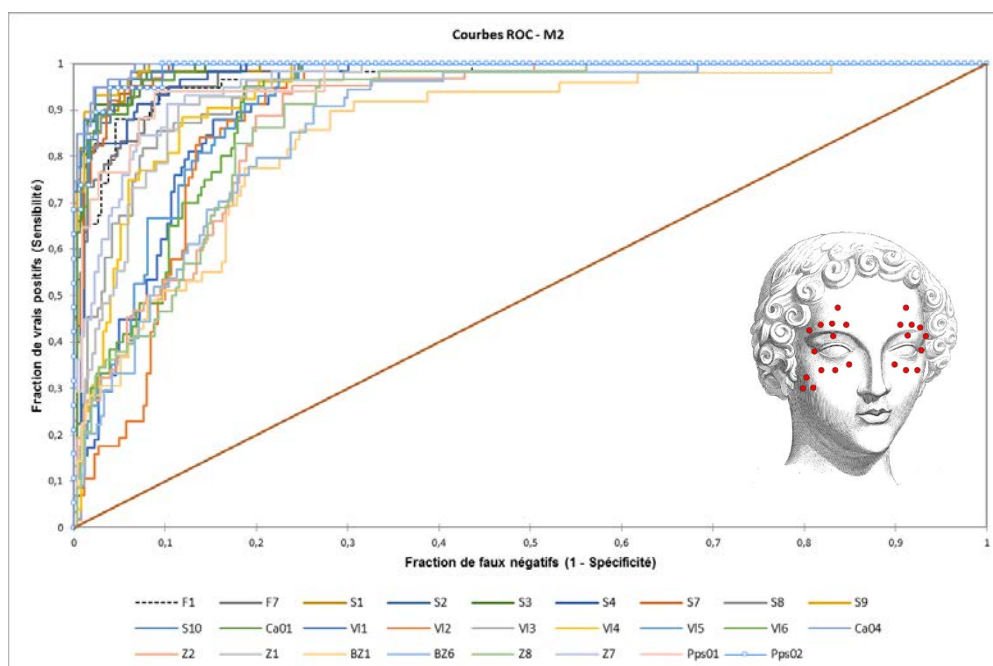 Courbes ROC - M2
Fraction de vrais positifs (Sensibilité)
1
0,9
0,8
0,7
0,6
0,5
0,4
0,3
0,2
0,1
0
0 0,1 0,2 0,3 0,4 0,5 0,6 0,7 0,8 0,9 1
Fraction de faux négatifs (1 - Spécificité)
F1 F7 S1 S2 S3 S4 S7 S8 S9
S10 Ca01 VI1 VI2 VI3 VI4 VI5 VI6 Ca04
Z2 Z1 BZ1 BZ6 Z8 Z7 Pps01 Pps02